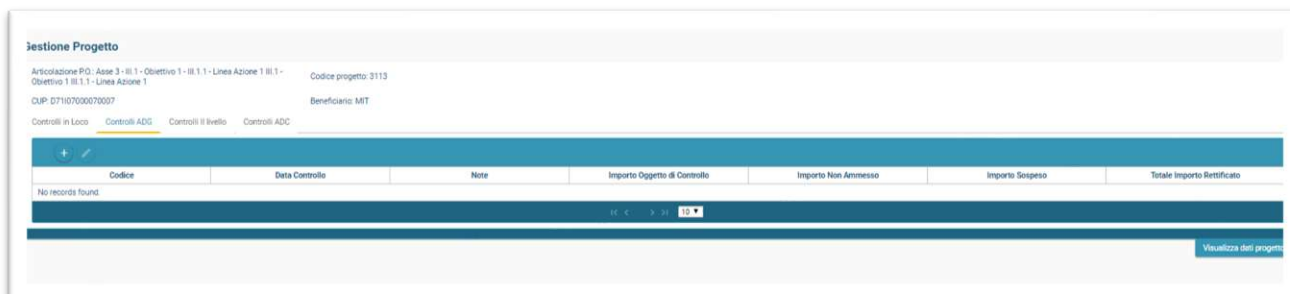 Gestione Progetto
Articolazione P.O.: Asse 3 - III.1 - Obiettivo 1 - III.1.1 - Linea Azione 1 III.1 -
Obiettivo 1 III.1.1 - Linea Azione 1
Codice progetto: 3113
CUP: D71I07000070007
Beneficiario: MIT
Controlli in Loco Controlli ADG Controlli II livello Controlli ADC
Codice Data Controllo Note Importo Oggetto di Controllo Importo Non Ammesso Importo Sospeso Totale Importo Rettificato
No records found.
10
Visualizza dati progetto